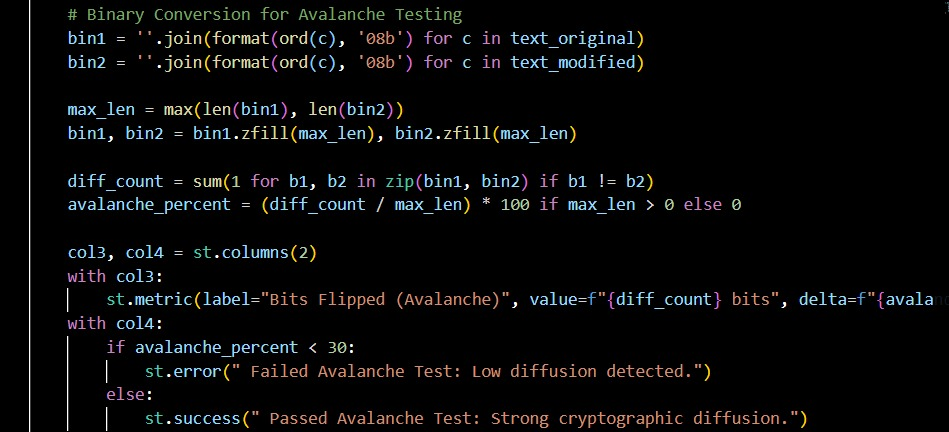 # Binary Conversion for Avalanche Testing
bin1 = ''.join(format(ord(c), '08b') for c in text_original)
bin2 = ''.join(format(ord(c), '08b') for c in text_modified)
max_len = max(len(bin1), len(bin2))
bin1, bin2 = bin1.zfill(max_len), bin2.zfill(max_len)
diff_count = sum(1 for b1, b2 in zip(bin1, bin2) if b1 != b2)
avalanche_percent = (diff_count / max_len) * 100 if max_len > 0 else 0
col3, col4 = st.columns(2)
with col3:
st.metric(label="Bits Flipped (Avalanche)", value=f"{diff_count} bits", delta=f"{avala
with col4:
if avalanche_percent < 30:
st.error(" Failed Avalanche Test: Low diffusion detected.")
else:
st.success(" Passed Avalanche Test: Strong cryptographic diffusion.")